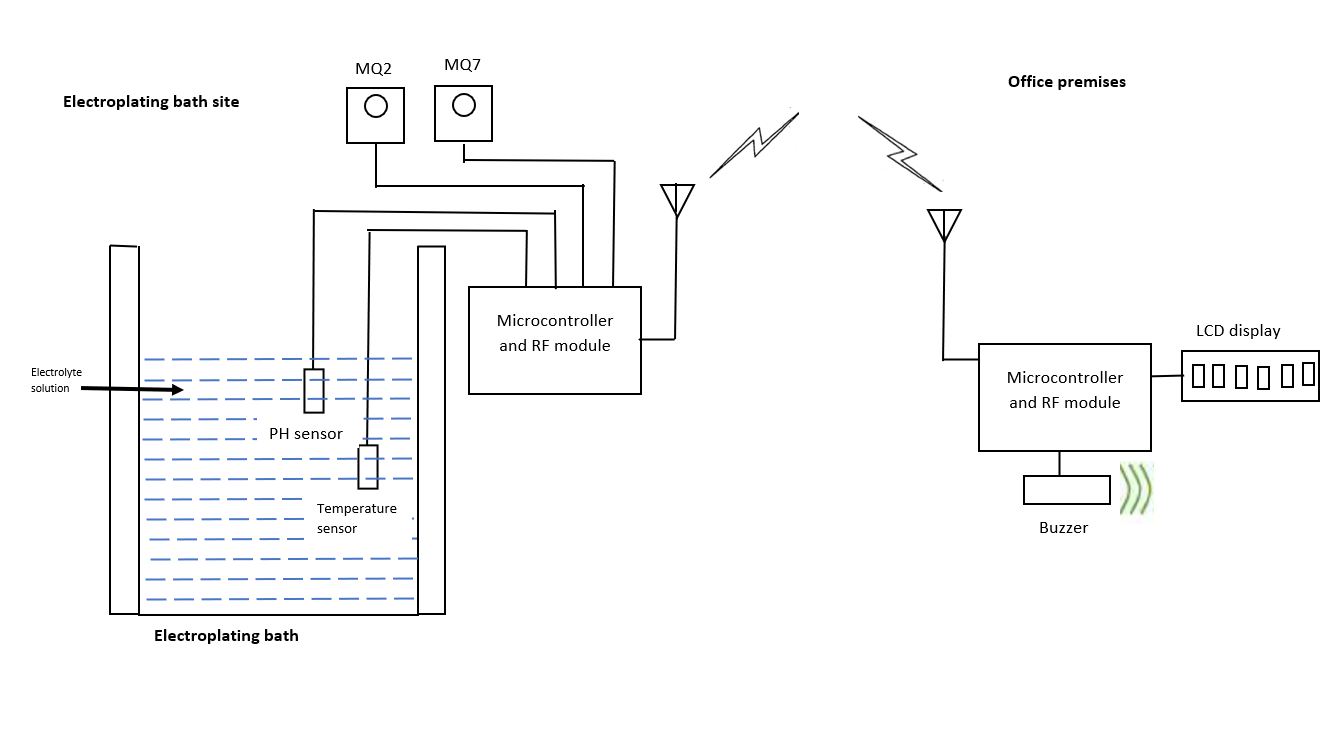 MQ2
MQ7
Electroplating bath site
Office premises
Microcontroller
and RF module
LCD display
Electrolyte
solution
Microcontroller
and RF module
PH sensor
Temperature
sensor
Buzzer
Electroplating bath